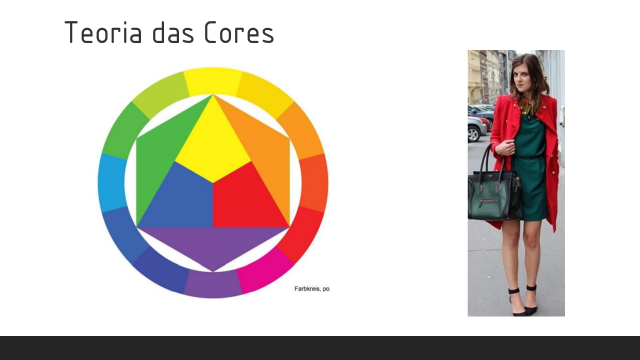 Teoria das Cores
Farbkreis, po